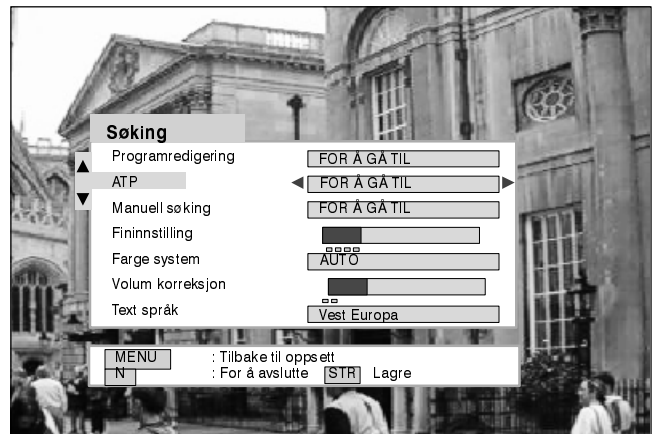 Søking
Programredigering FOR Å GÅ TIL
ATP FOR Å GÅ TIL
Manuell søking FOR Å GÅ TIL
Fininnstilling
Farge system AUTO
Volum korreksjon
Text språk Vest Europa
MENU : Tilbake til oppsett
N : For å avslutte STR Lagre